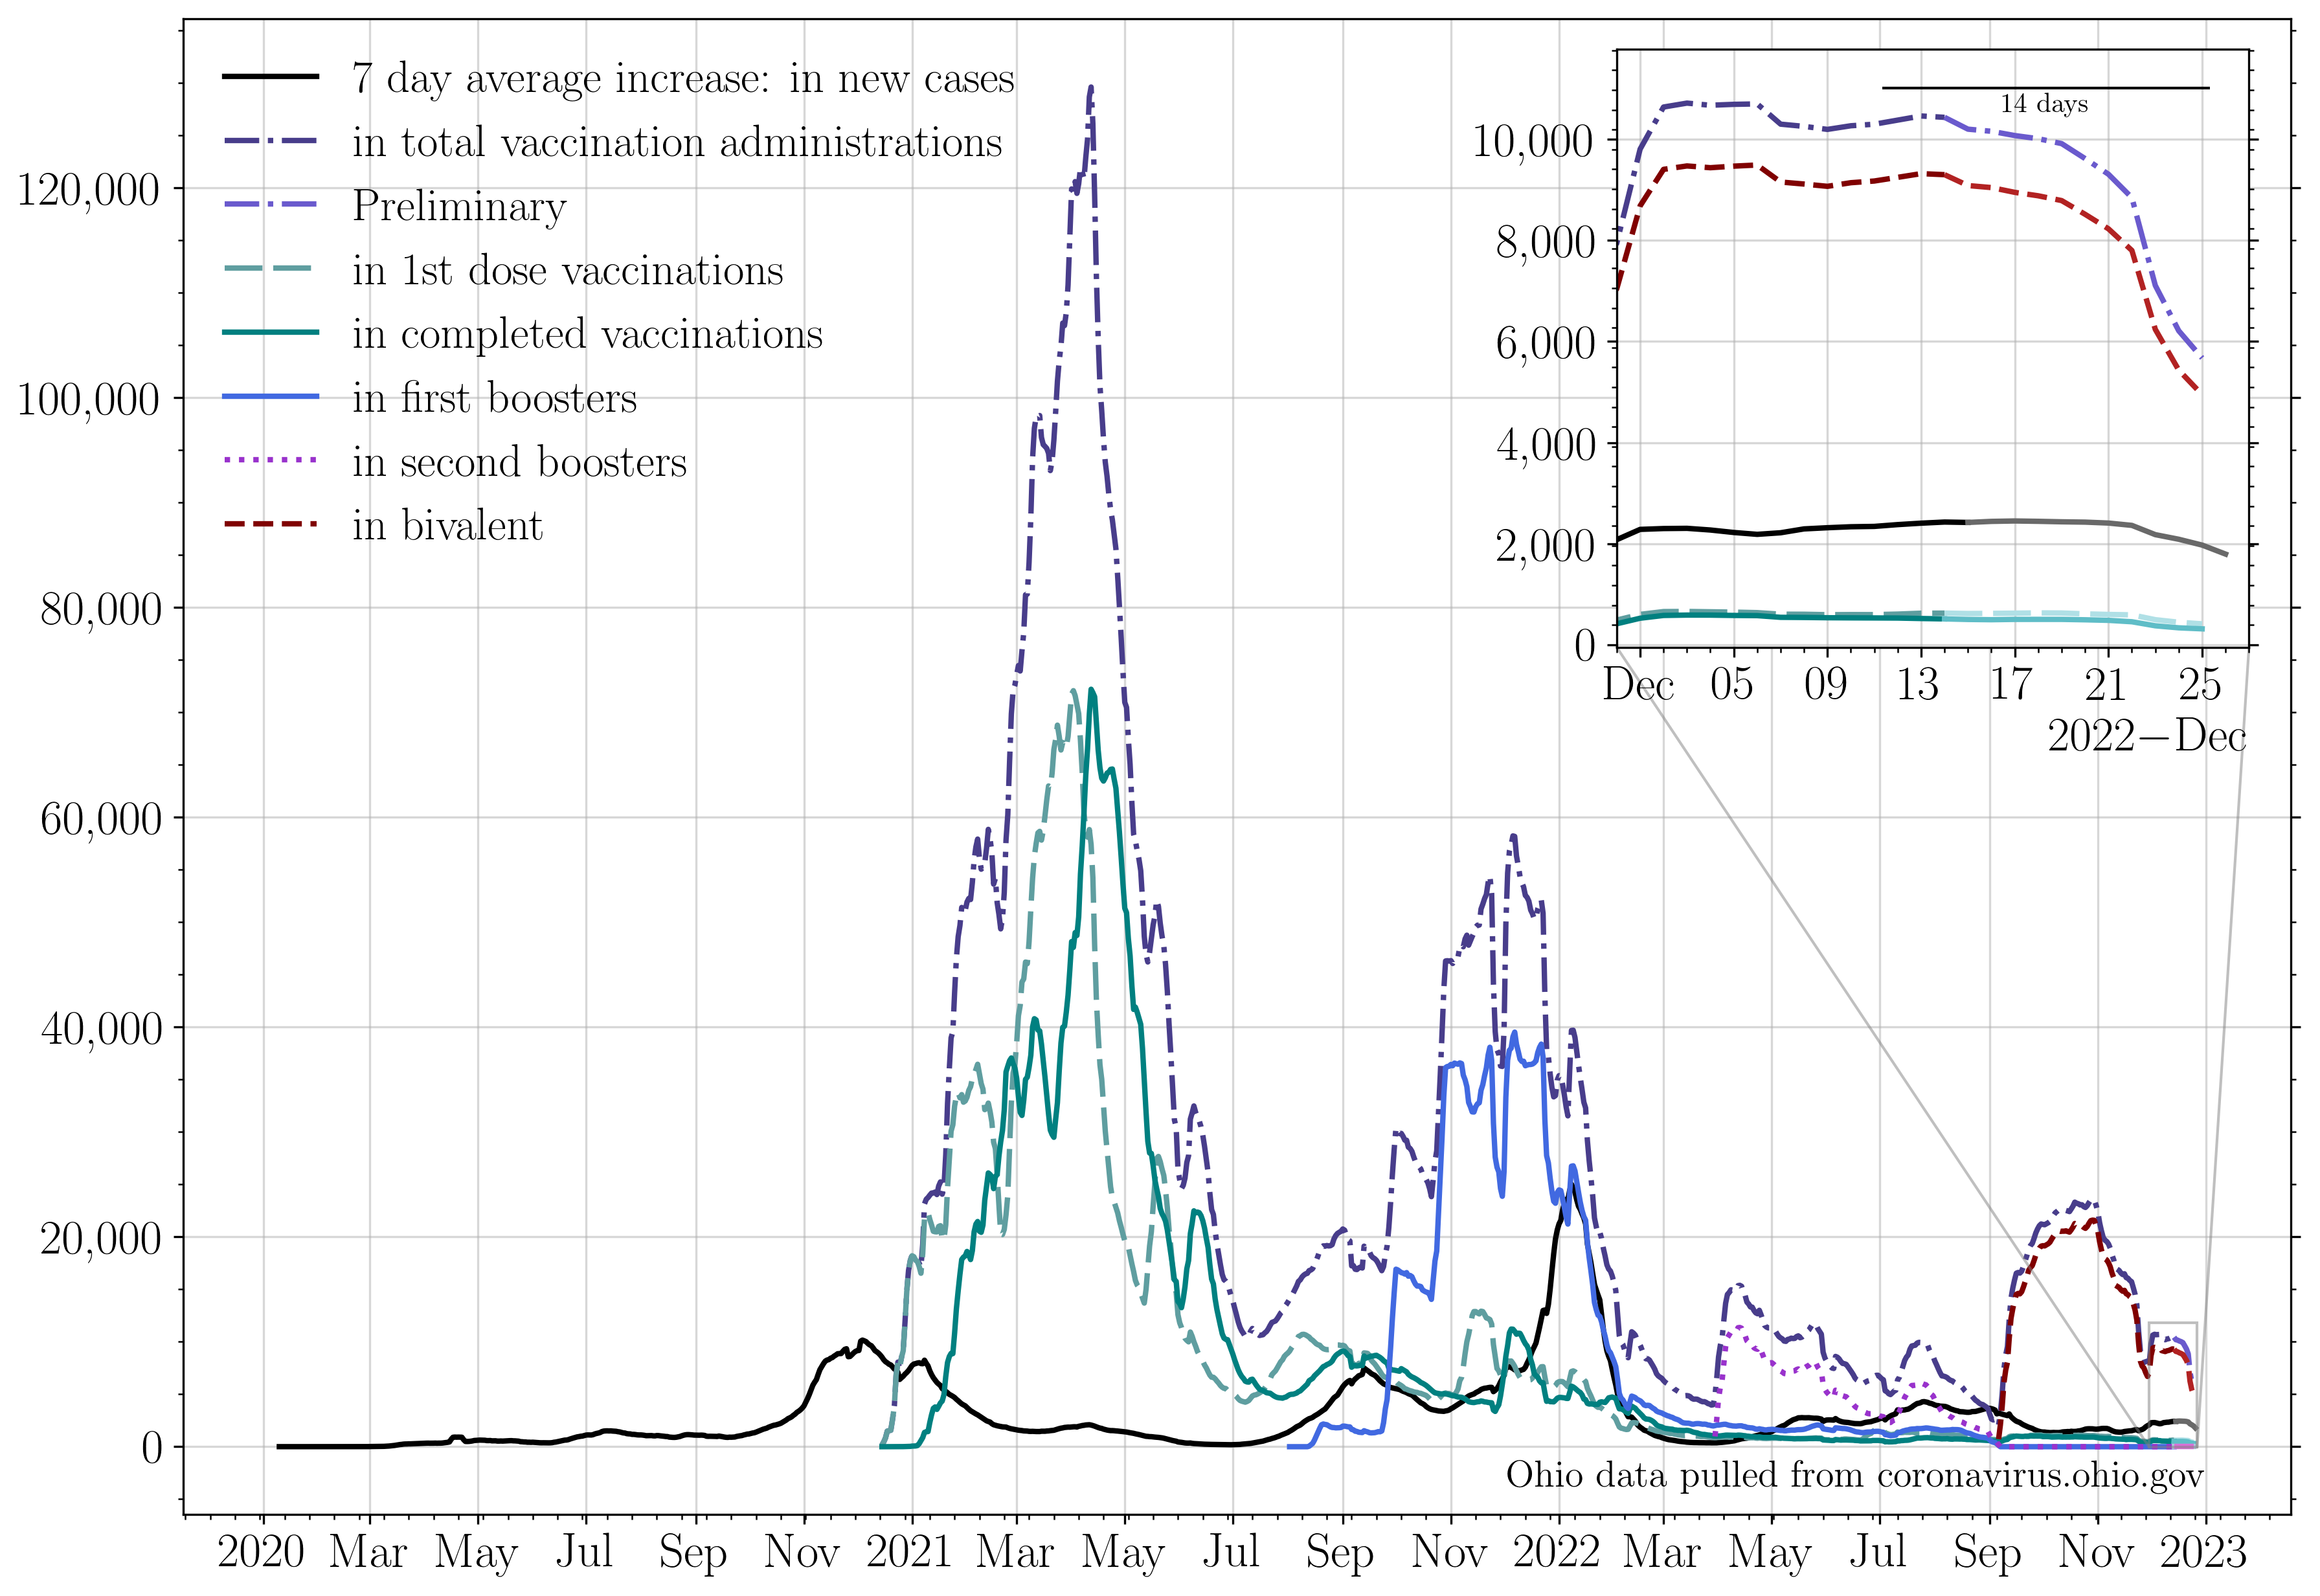 7 day average increase: in new cases
in total vaccination administrations
Preliminary
in 1st dose vaccinations
in completed vaccinations
in first boosters
in second boosters
in bivalent
120,000
100,000
80,000
60,000
40,000
20,000
0
14 days
10,000
8,000
6,000
4,000
2,000
0
Dec 05 09 13 17 21 25
2022−Dec
Ohio data pulled from coronavirus.ohio.gov
2020 Mar May Jul Sep Nov 2021 Mar May Jul Sep Nov 2022 Mar May Jul Sep Nov 2023